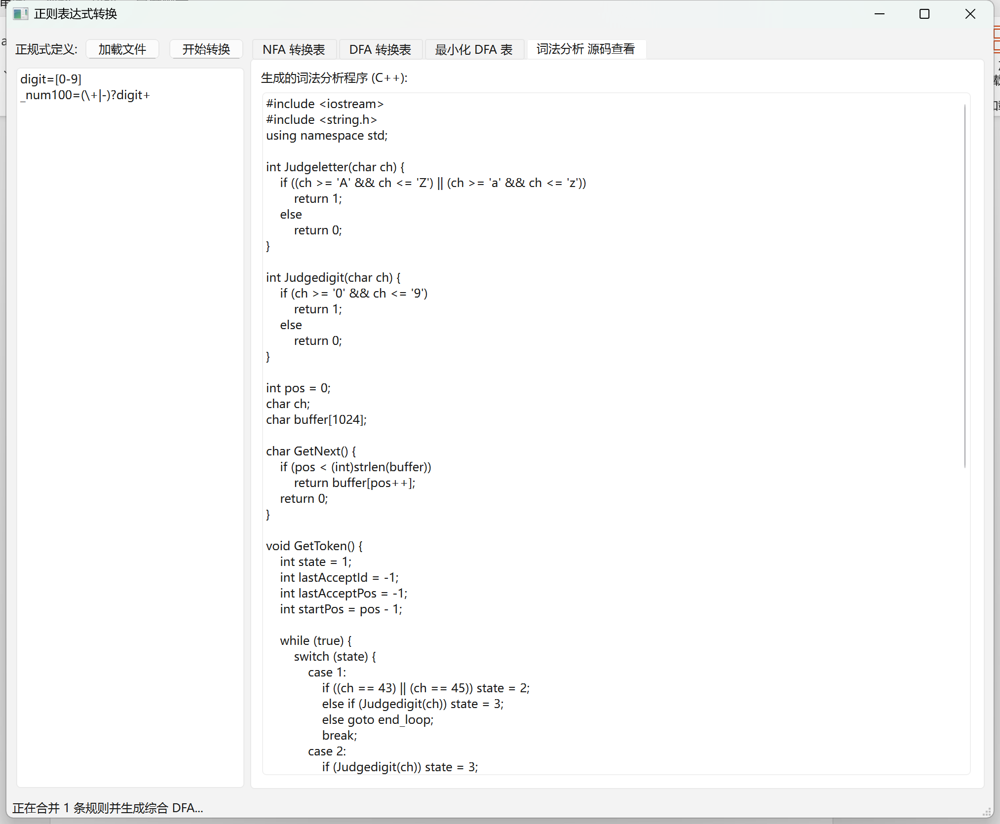 正则表达式转换
正规式定义: 加载文件 开始转换
NFA 转换表 DFA 转换表 最小化 DFA 表 词法分析 源码查看
digit=[0-9]
_num100=(\+|-)?digit+
生成的词法分析程序 (C++):
#include <iostream>
#include <string.h>
using namespace std;

int Judgeletter(char ch) {
    if ((ch >= 'A' && ch <= 'Z') || (ch >= 'a' && ch <= 'z'))
        return 1;
    else
        return 0;
}

int Judgedigit(char ch) {
    if (ch >= '0' && ch <= '9')
        return 1;
    else
        return 0;
}

int pos = 0;
char ch;
char buffer[1024];

char GetNext() {
    if (pos < (int)strlen(buffer))
        return buffer[pos++];
    return 0;
}

void GetToken() {
    int state = 1;
    int lastAcceptId = -1;
    int lastAcceptPos = -1;
    int startPos = pos - 1;

    while (true) {
        switch (state) {
            case 1:
                if ((ch == 43) || (ch == 45)) state = 2;
                else if (Judgedigit(ch)) state = 3;
                else goto end_loop;
                break;
            case 2:
                if (Judgedigit(ch)) state = 3;
正在合并 1 条规则并生成综合 DFA...